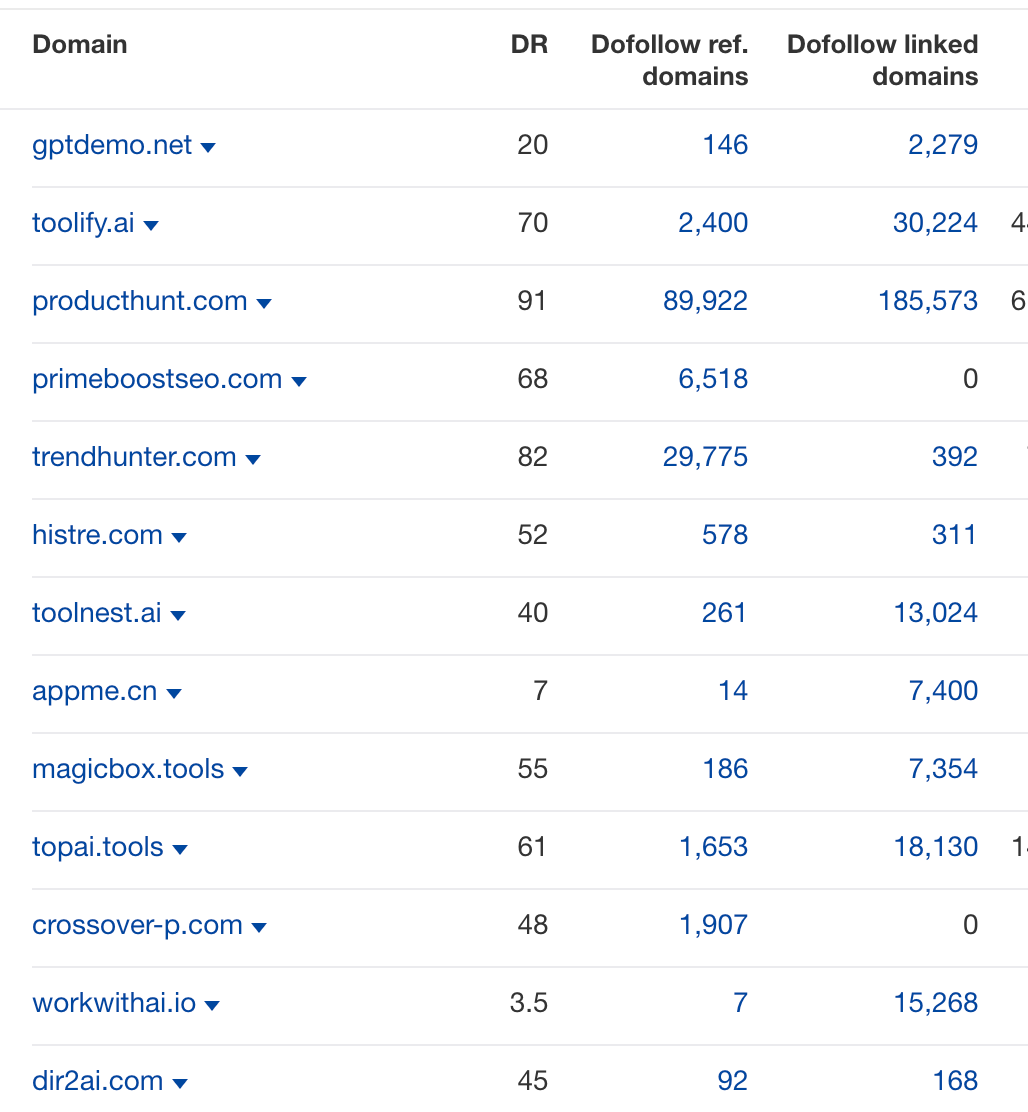 Domain DR Dofollow ref. domains Dofollow linked domains
gptdemo.net 20 146 2,279
toolify.ai 70 2,400 30,224
producthunt.com 91 89,922 185,573 6
primeboostseo.com 68 6,518 0
trendhunter.com 82 29,775 392
histre.com 52 578 311
toolnest.ai 40 261 13,024
appme.cn 7 14 7,400
magicbox.tools 55 186 7,354
topai.tools 61 1,653 18,130
crossover-p.com 48 1,907 0
workwithai.io 3.5 7 15,268
dir2ai.com 45 92 168